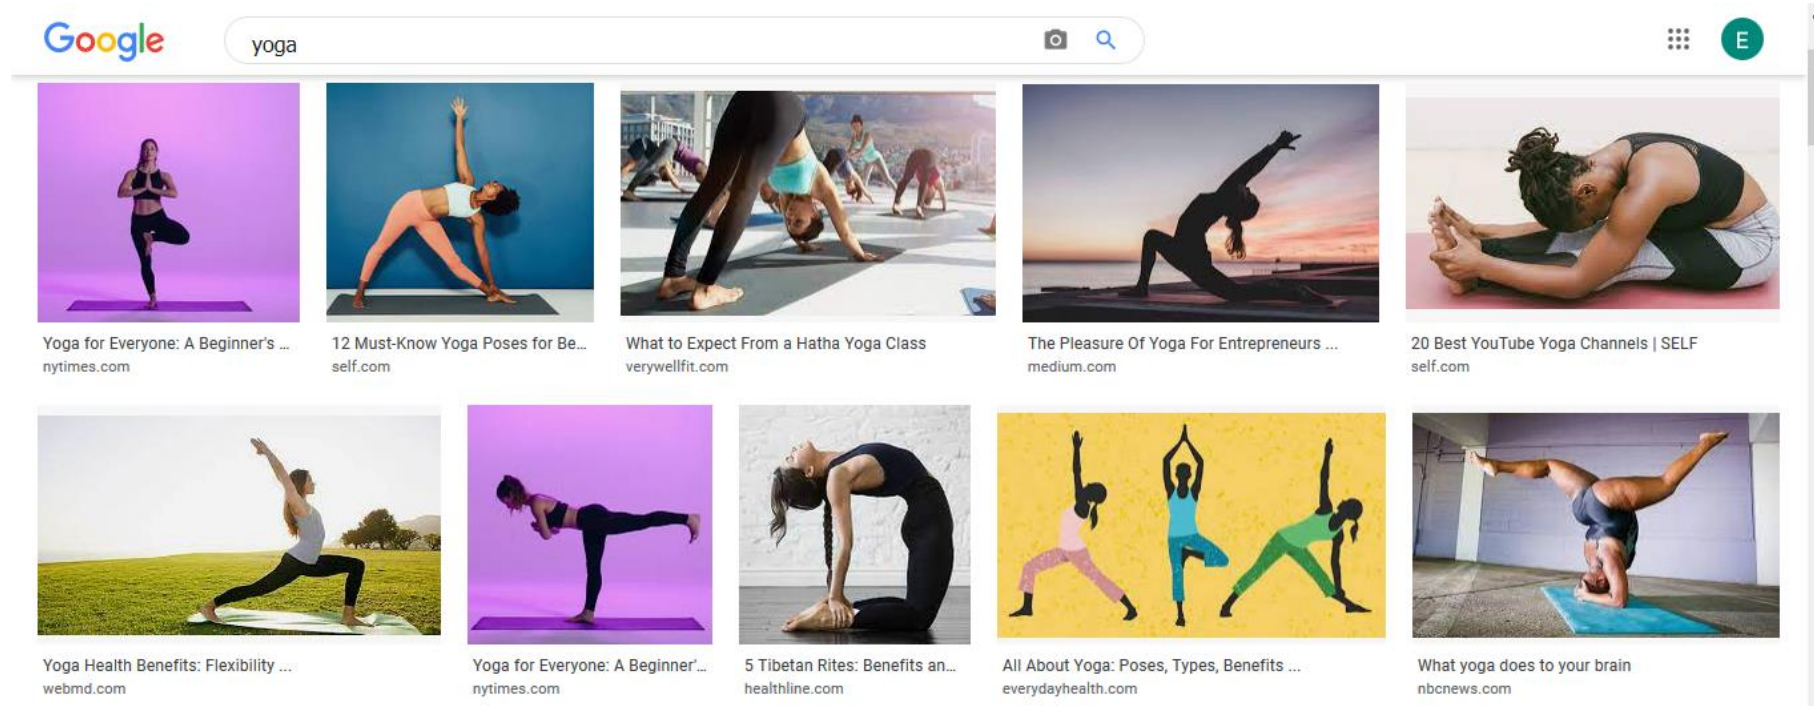 Google
yoga
E
Yoga for Everyone: A Beginner's ...
nytimes.com
12 Must-Know Yoga Poses for Be...
self.com
What to Expect From a Hatha Yoga Class
verywellfit.com
The Pleasure Of Yoga For Entrepreneurs ...
medium.com
20 Best YouTube Yoga Channels | SELF
self.com
Yoga Health Benefits: Flexibility ...
webmd.com
Yoga for Everyone: A Beginner'...
nytimes.com
5 Tibetan Rites: Benefits an...
healthline.com
All About Yoga: Poses, Types, Benefits ...
everydayhealth.com
What yoga does to your brain
nbcnews.com